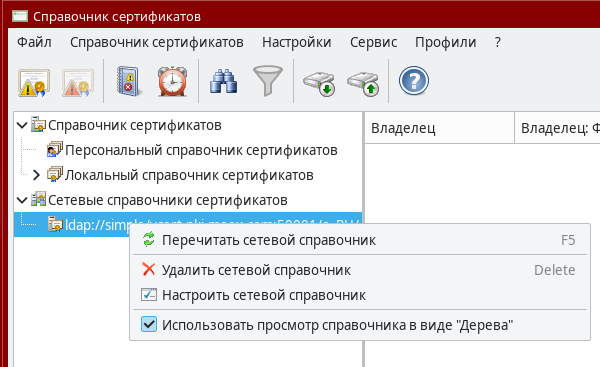 Справочник сертификатов
Файл Справочник сертификатов Настройки Сервис Профили ?
Справочник сертификатов
Владелец Владелец: Ф
Персональный справочник сертификатов
Локальный справочник сертификатов
Сетевые справочники сертификатов
ldap://simple/
Перечитать сетевой справочник F5
Удалить сетевой справочник Delete
Настроить сетевой справочник
Использовать просмотр справочника в виде "Дерева"